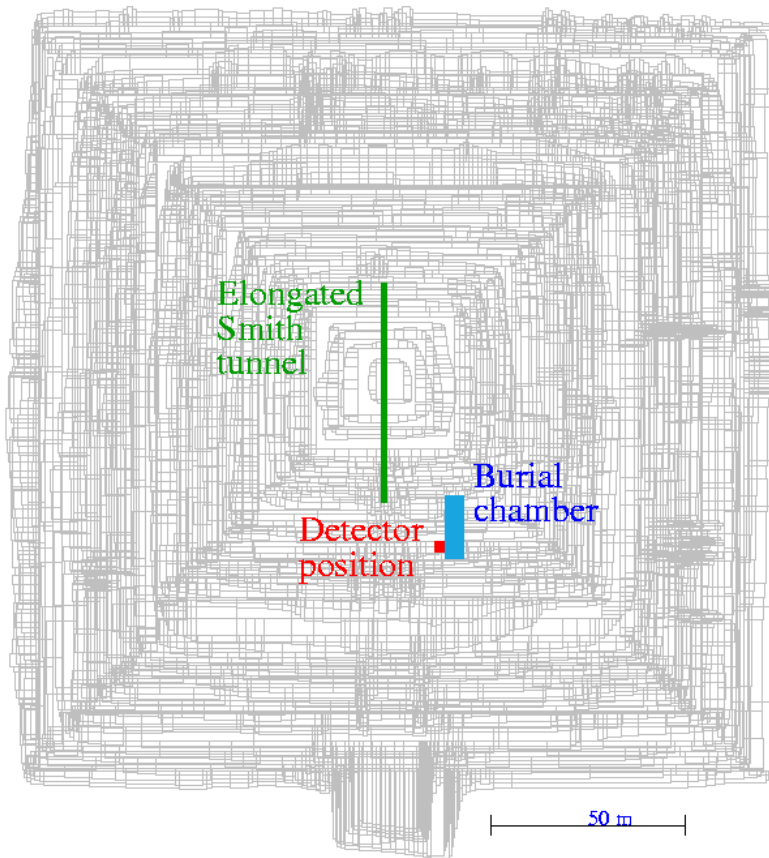 Elongated
Smith
tunnel
Burial
chamber
Detector
position
50 m